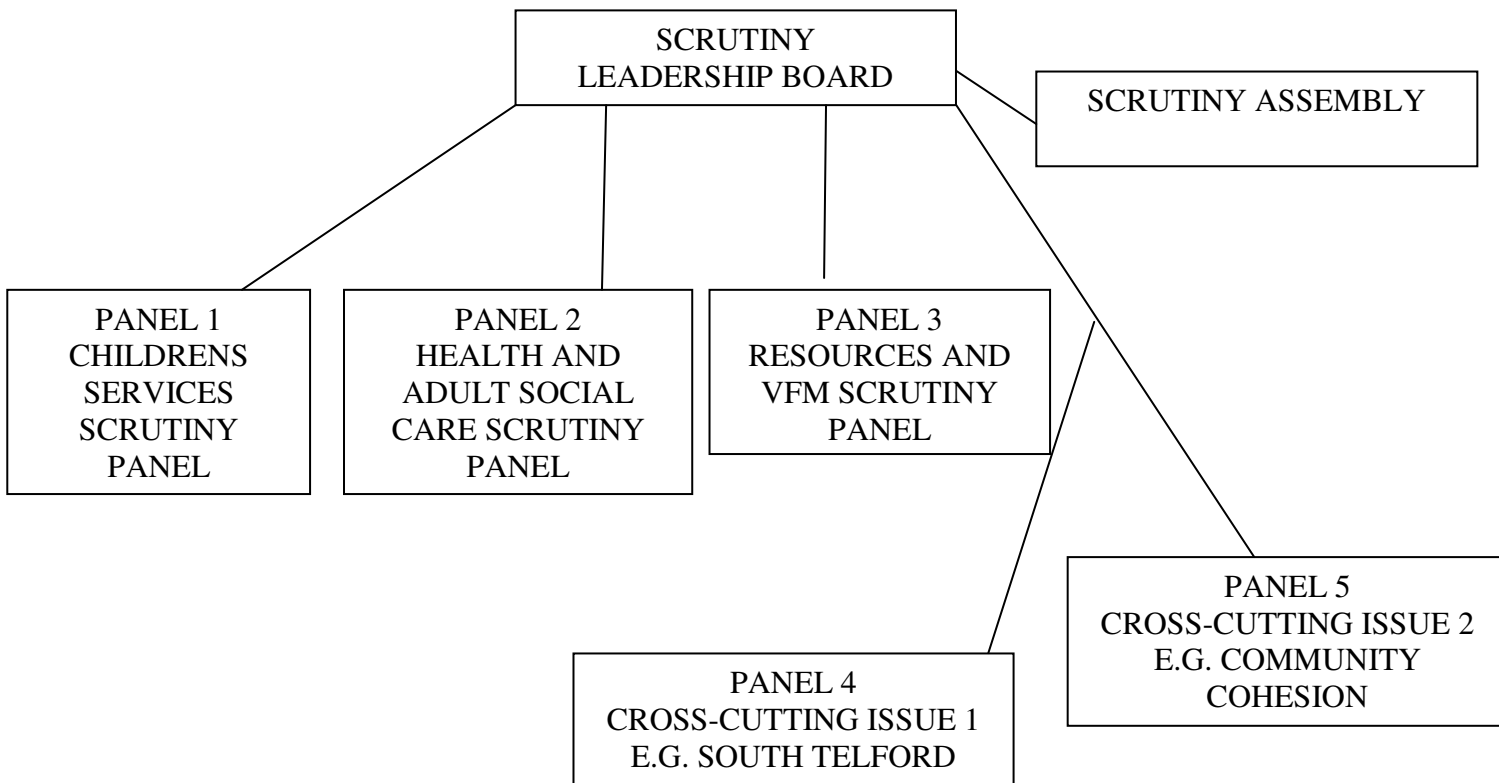 SCRUTINY
LEADERSHIP BOARD
SCRUTINY ASSEMBLY
PANEL 1
CHILDRENS
SERVICES
SCRUTINY
PANEL
PANEL 2
HEALTH AND
ADULT SOCIAL
CARE SCRUTINY
PANEL
PANEL 3
RESOURCES AND
VFM SCRUTINY
PANEL
PANEL 4
CROSS-CUTTING ISSUE 1
E.G. SOUTH TELFORD
PANEL 5
CROSS-CUTTING ISSUE 2
E.G. COMMUNITY
COHESION